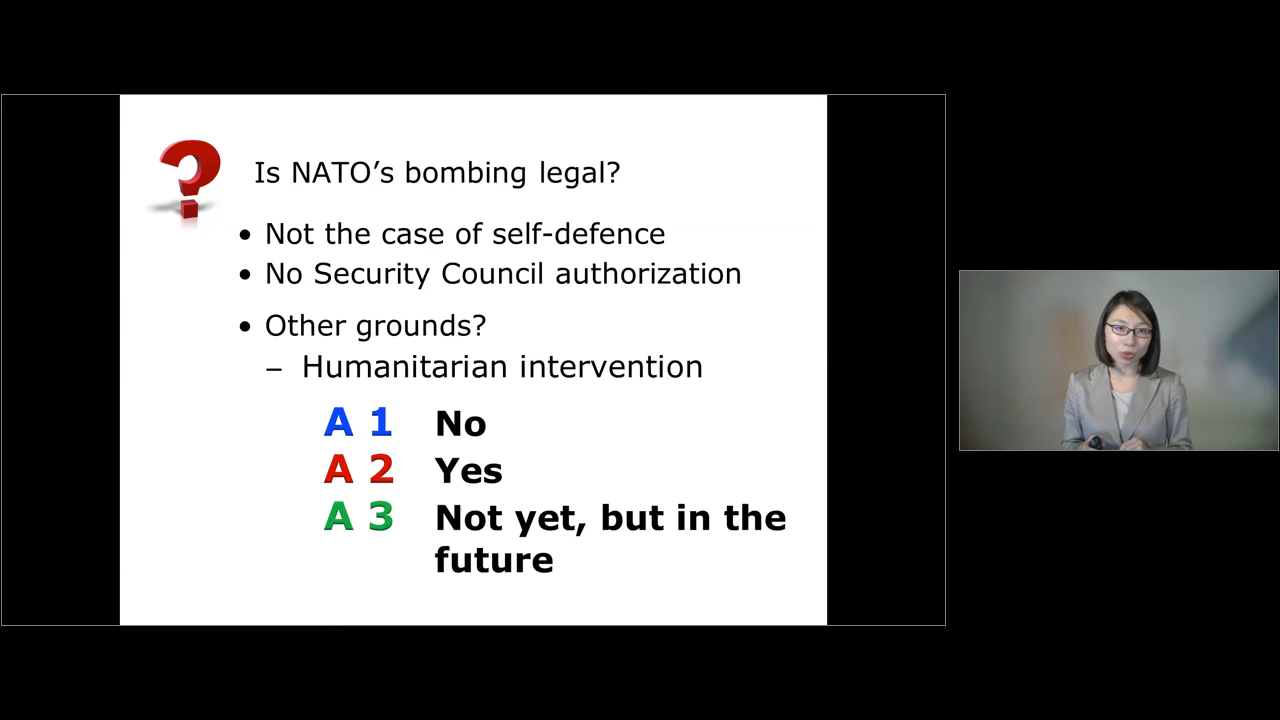 Is NATO’s bombing legal?
• Not the case of self-defence
• No Security Council authorization
• Other grounds?
– Humanitarian intervention
A 1 No
A 2 Yes
A 3 Not yet, but in the
future